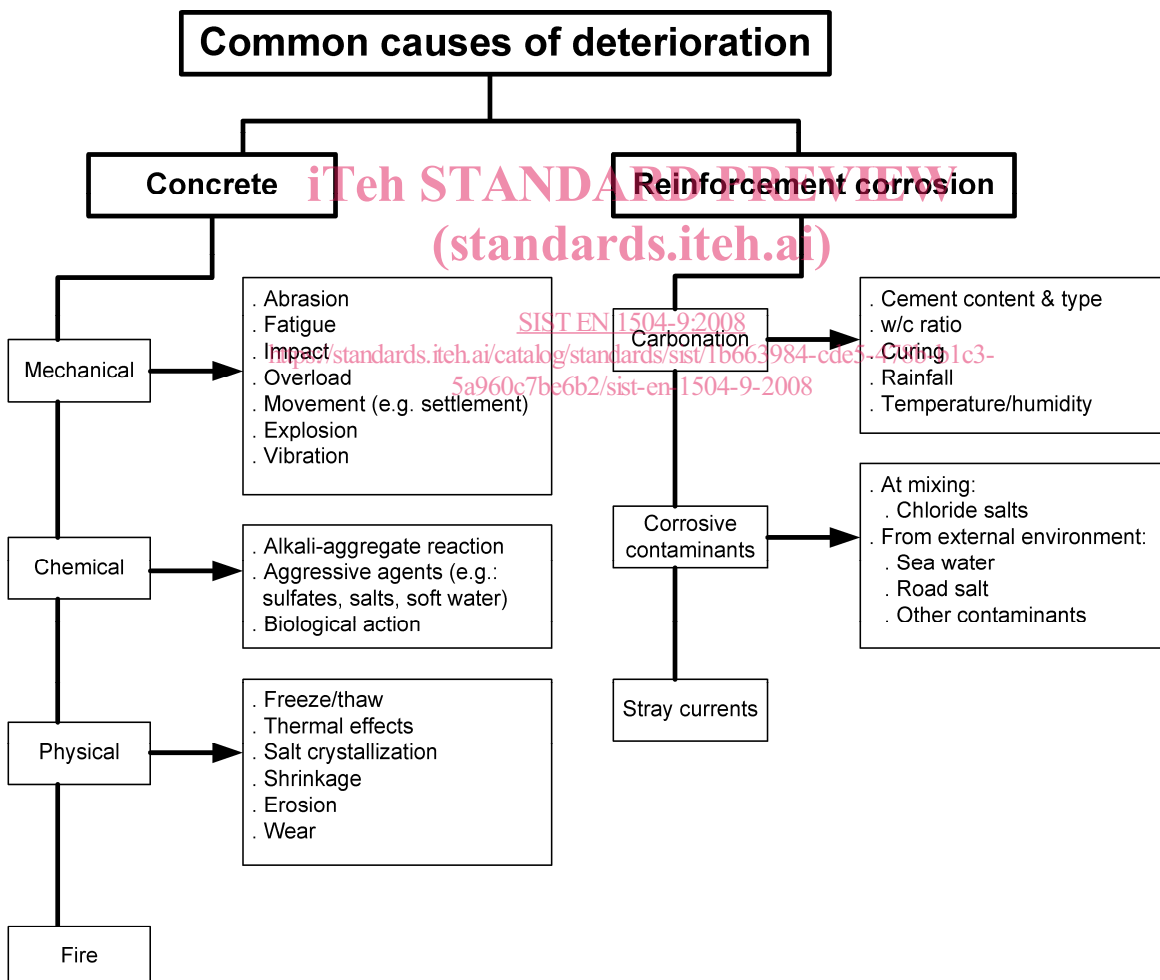 Common causes of deterioration
Concrete
Reinforcement corrosion
iTeh STANDARD PREVIEW
(standards.iteh.ai)
SIST EN 1504-9:2008
https://standards.iteh.ai/catalog/standards/sist/1b663984-cde5-
5a960c7be6b2/sist-en-1504-9-2008
Mechanical
. Abrasion
. Fatigue
. Impact
. Overload
. Movement (e.g. settlement)
. Explosion
. Vibration
Chemical
. Alkali-aggregate reaction
. Aggressive agents (e.g.:
sulfates, salts, soft water)
. Biological action
Physical
. Freeze/thaw
. Thermal effects
. Salt crystallization
. Shrinkage
. Erosion
. Wear
Fire
Carbonation
. Cement content & type
. w/c ratio
. Curing
. Rainfall
. Temperature/humidity
Corrosive
contaminants
. At mixing:
. Chloride salts
. From external environment:
. Sea water
. Road salt
. Other contaminants
Stray currents